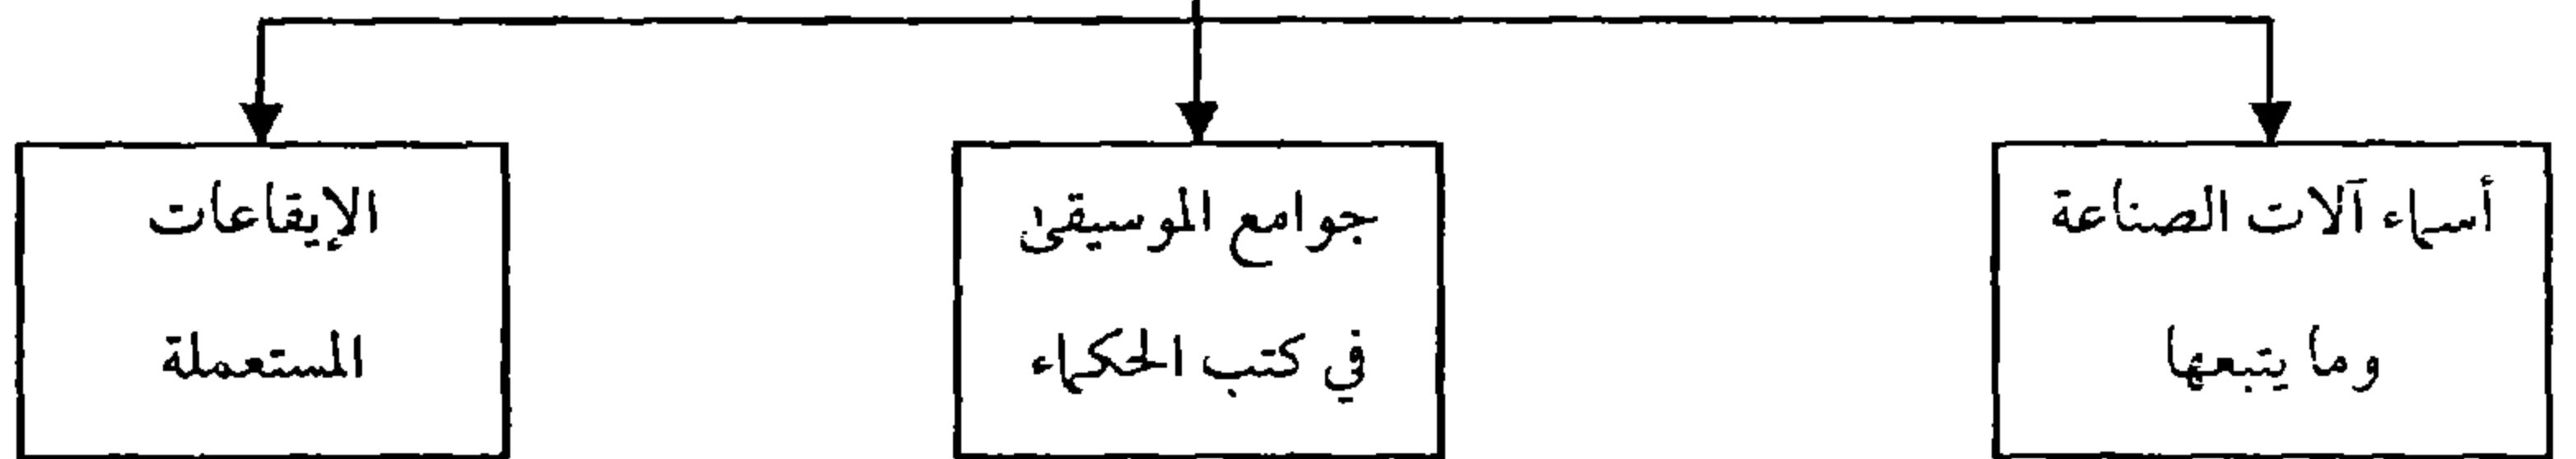 أسماء آلات الصناعة
وما يتبعها
جوامع الموسيقىٰ
في كتب الحكماء
الإيقاعات
المستعملة